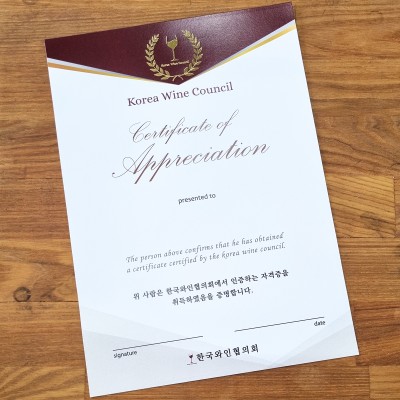 Korea Wine Council
Certificate of
Appreciation
presented to
The person above confirms that he has obtained
a certificate certified by the korea wine council.
위 사람은 한국와인협의회에서 인증하는 자격증을
취득하였음을 증명합니다.
signature
date
한국와인협의회